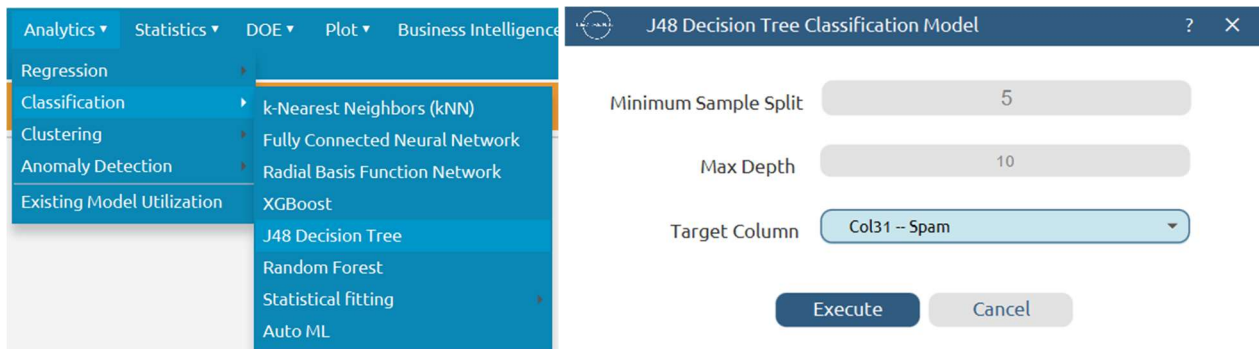 Analytics ▾ Statistics ▾ DOE ▾ Plot ▾ Business Intelligence
Regression
Classification
Clustering
Anomaly Detection
Existing Model Utilization
k-Nearest Neighbors (kNN)
Fully Connected Neural Network
Radial Basis Function Network
XGBoost
J48 Decision Tree
Random Forest
Statistical fitting
Auto ML
J48 Decision Tree Classification Model ? ×
Minimum Sample Split 5
Max Depth 10
Target Column Col31 -- Spam
Execute Cancel